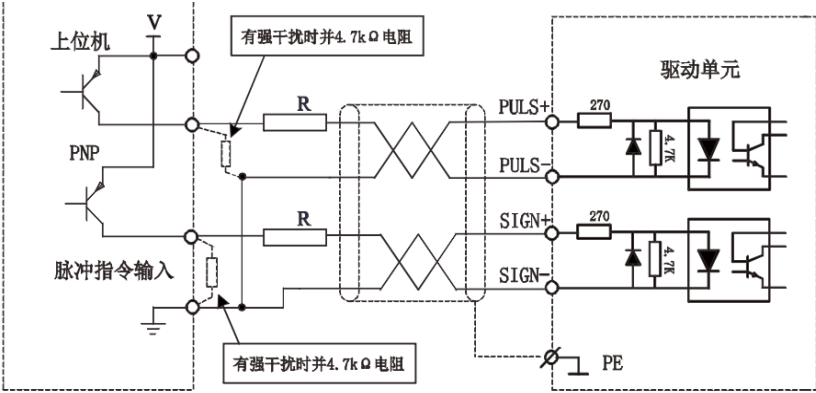 V
上位机
有强干扰时并4.7kΩ电阻
驱动单元
R
PULS+
270
4.7K
PNP
PULS-
R
SIGN+
270
4.7K
脉冲指令输入
SIGN-
有强干扰时并4.7kΩ电阻
PE